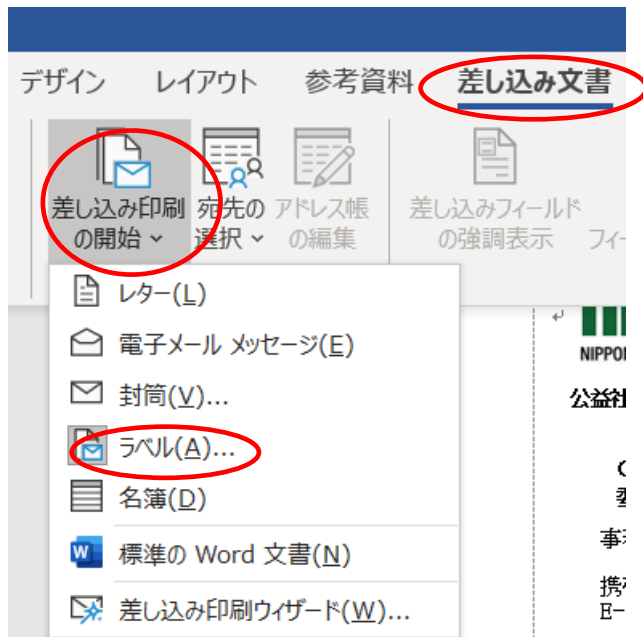 デザイン レイアウト 参考資料 差し込み文書
差し込み印刷
の開始
宛先の
選択
アドレス帳
の編集
差し込みフィールド
の強調表示
フィー
レター(L)
電子メール メッセージ(E)
封筒(V)...
ラベル(A)...
名簿(D)
標準の Word 文書(N)
差し込み印刷ウィザード(W)...
NIPPO
公益社
事
携
E-